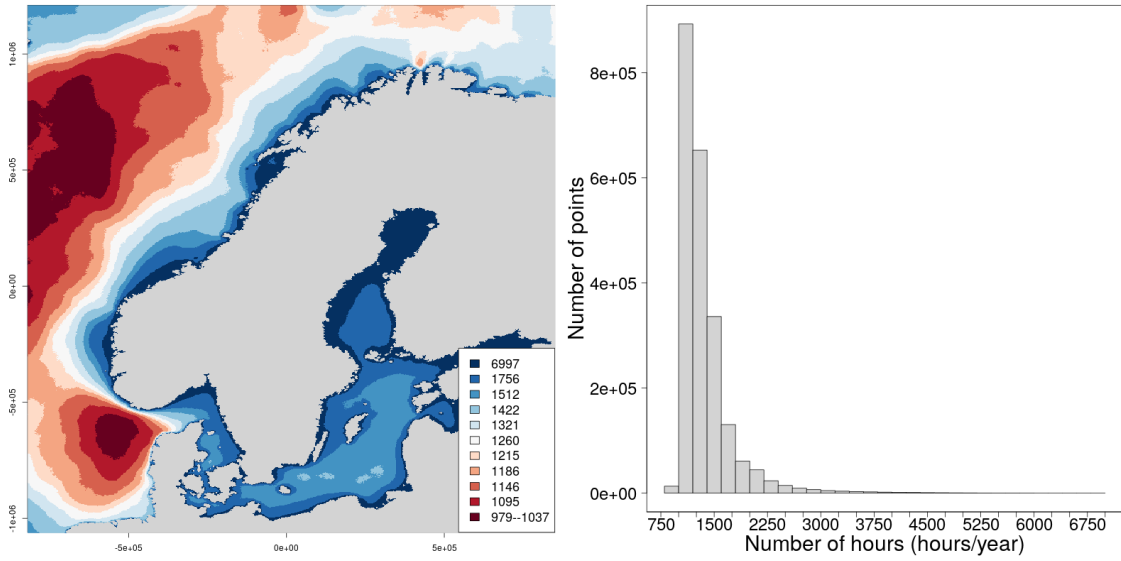 1e+06
5e+05
0e+00
-5e+05
-1e+06
-5e+05
0e+00
5e+05
6997
1756
1512
1422
1321
1260
1215
1186
1146
1095
979--1037
Number of points
8e+05
6e+05
4e+05
2e+05
0e+00
750 1500 2250 3000 3750 4500 5250 6000 6750
Number of hours (hours/year)